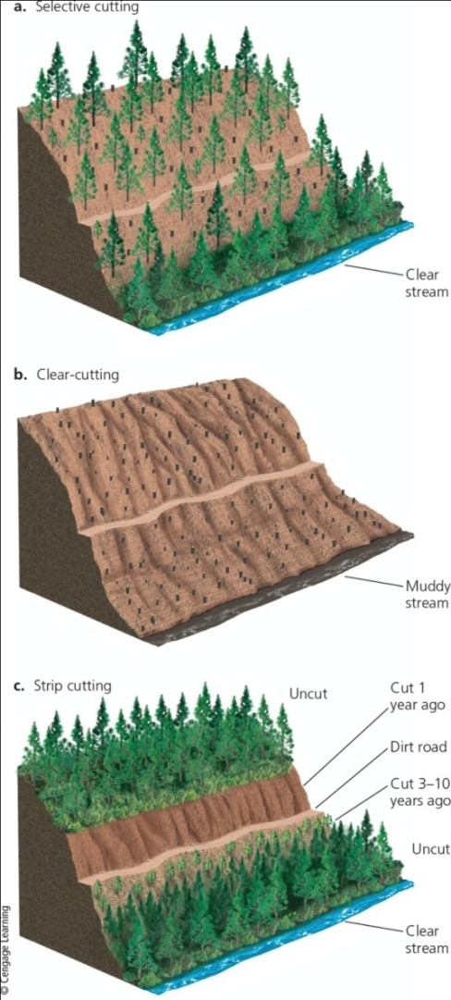 a. Selective cutting
Clear
stream
b. Clear-cutting
Muddy
stream
c. Strip cutting
Uncut
Cut 1
year ago
Dirt road
Cut 3–10
years ago
Uncut
Clear
stream
© Cengage Learning